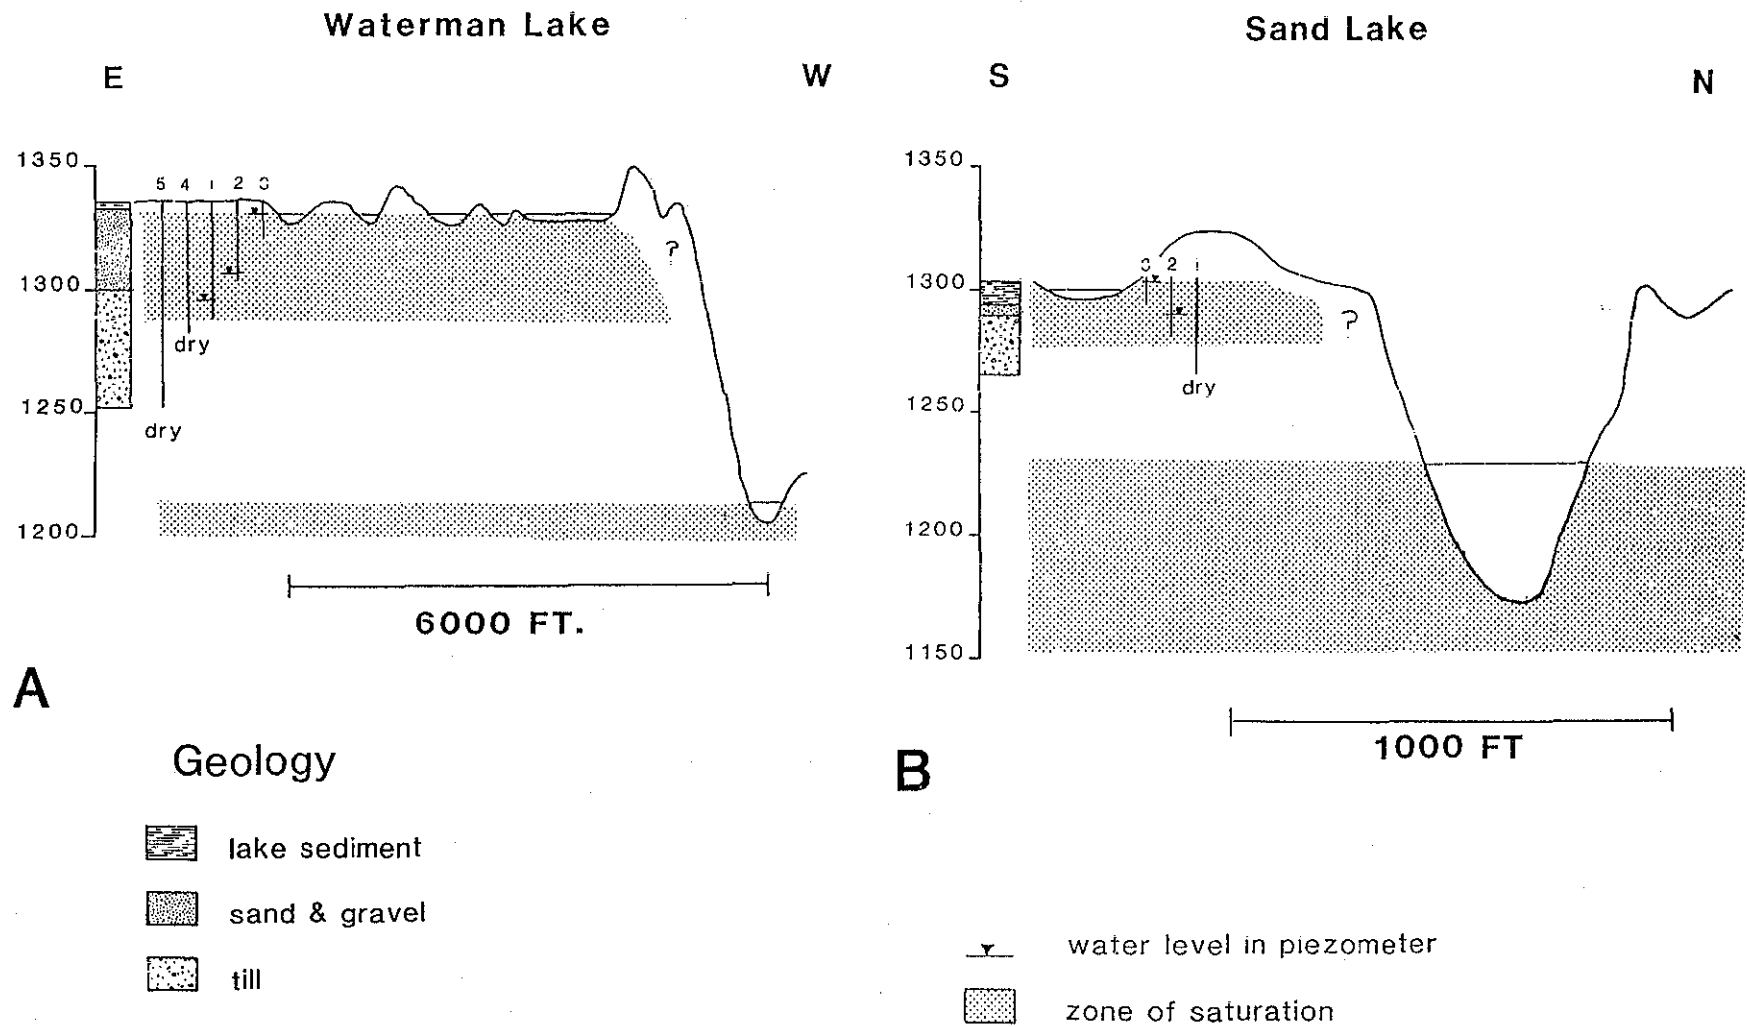 Waterman Lake
E
W
1350
5 4 1 2 3
?
1300
dry
1250
dry
1200
6000 FT.
A
Sand Lake
S
N
1350
3 2 1
1300
?
dry
1250
1200
1150
1000 FT
B
Geology
lake sediment
sand & gravel
till
water level in piezometer
zone of saturation